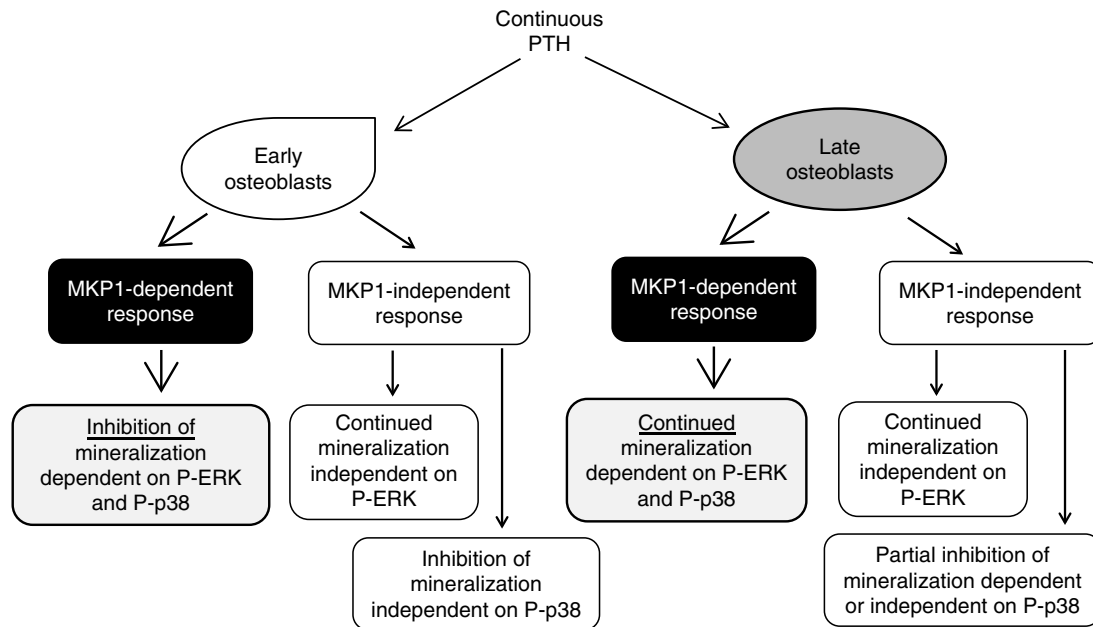 Continuous
PTH
Early
osteoblasts
Late
osteoblasts
MKP1-dependent
response
MKP1-independent
response
MKP1-dependent
response
MKP1-independent
response
Inhibition of
mineralization
dependent on P-ERK
and P-p38
Continued
mineralization
independent on
P-ERK
Continued
mineralization
dependent on P-ERK
and P-p38
Continued
mineralization
independent on
P-ERK
Inhibition of
mineralization
independent on P-p38
Partial inhibition of
mineralization dependent
or independent on P-p38